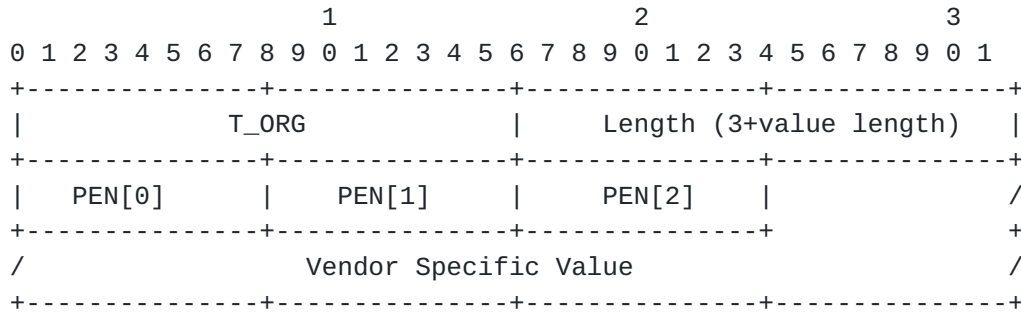 1                   2                   3
0 1 2 3 4 5 6 7 8 9 0 1 2 3 4 5 6 7 8 9 0 1 2 3 4 5 6 7 8 9 0 1
+---------------+---------------+---------------+---------------+
|             T_ORG             |     Length (3+value length)   |
+---------------+---------------+---------------+---------------+
|   PEN[0]      |    PEN[1]     |     PEN[2]    |               /
+---------------+---------------+---------------+               +
/                  Vendor Specific Value                        /
+---------------+---------------+---------------+---------------+